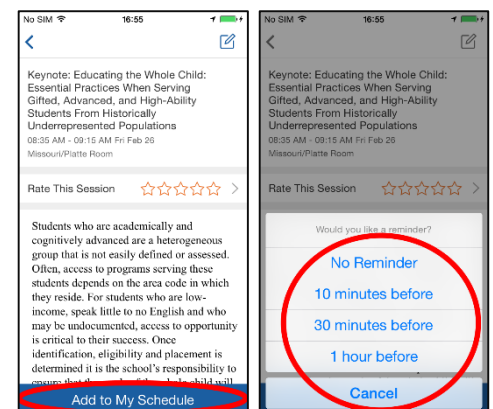 No SIM 16:55
Keynote: Educating the Whole Child:
Essential Practices When Serving
Gifted, Advanced, and High-Ability
Students From Historically
Underrepresented Populations
08:35 AM - 09:15 AM Fri Feb 26
Missouri/Platte Room
Rate This Session
Students who are academically and
cognitively advanced are a heterogeneous
group that is not easily defined or assessed.
Often, access to programs serving these
students depends on the area code in which
they reside. For students who are low-
income, speak little to no English and who
may be undocumented, access to opportunity
is critical to their success. Once
identification, eligibility and placement is
determined it is the school's responsibility to
Add to My Schedule
No SIM 16:55
Keynote: Educating the Whole Child:
Essential Practices When Serving
Gifted, Advanced, and High-Ability
Students From Historically
Underrepresented Populations
08:35 AM - 09:15 AM Fri Feb 26
Missouri/Platte Room
Rate This Session
Would you like a reminder?
No Reminder
10 minutes before
30 minutes before
1 hour before
Cancel